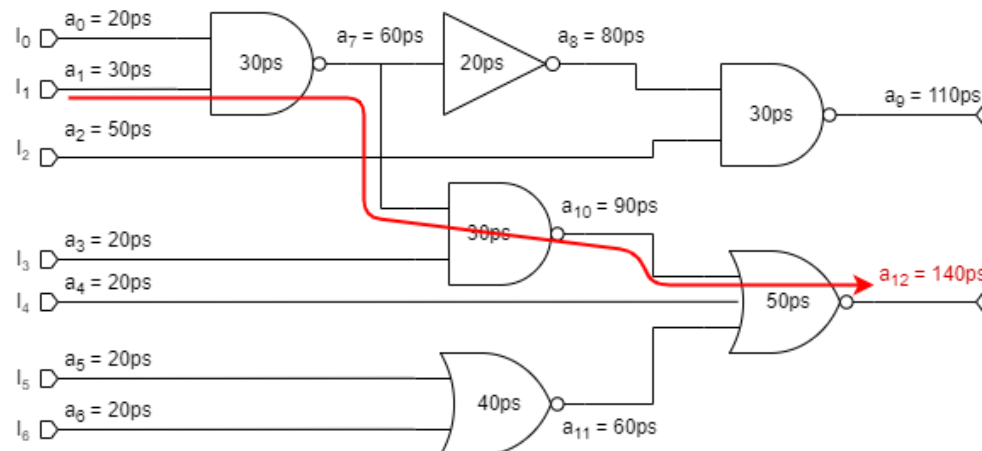 I₀ a₀ = 20ps
30ps
a₇ = 60ps
20ps
a₈ = 80ps
I₁ a₁ = 30ps
30ps
a₉ = 110ps
I₂ a₂ = 50ps
30ps
a₁₀ = 90ps
I₃ a₃ = 20ps
I₄ a₄ = 20ps
50ps
a₁₂ = 140ps
I₅ a₅ = 20ps
I₆ a₆ = 20ps
40ps
a₁₁ = 60ps